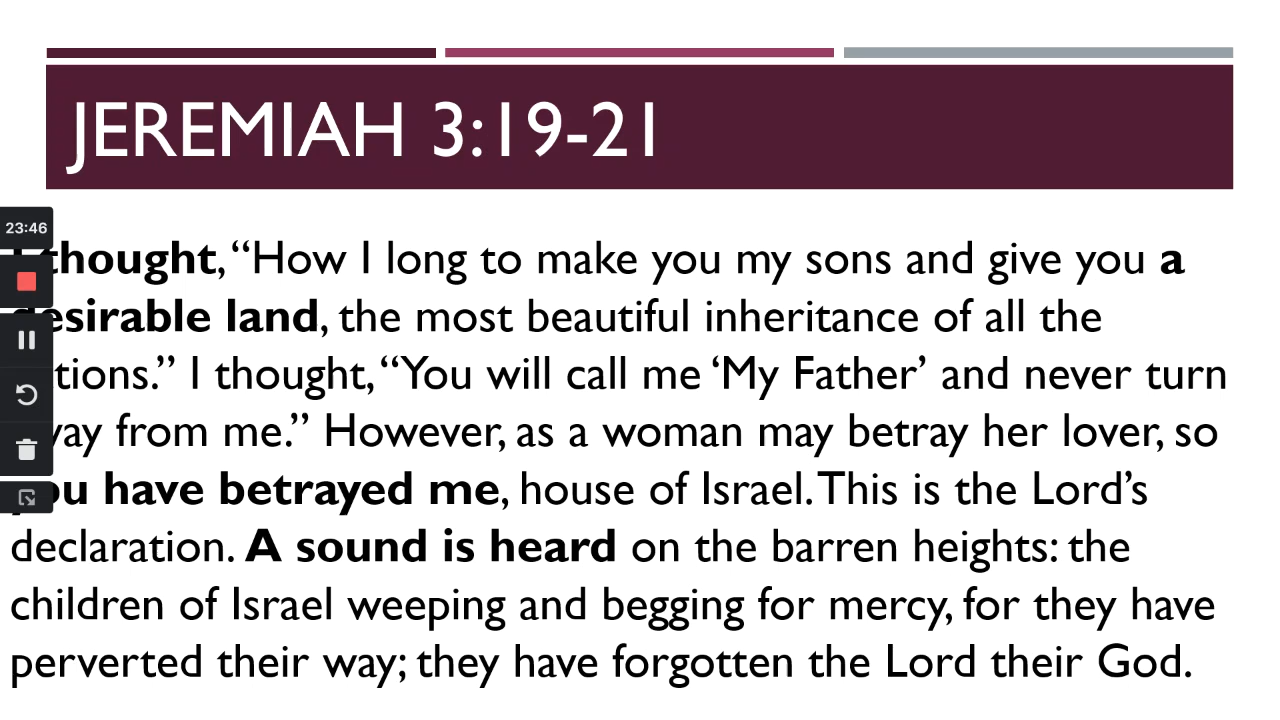 JEREMIAH 3:19-21
23:46
thought, “How I long to make you my sons and give you a
desirable land, the most beautiful inheritance of all the
tions.” I thought, “You will call me ‘My Father’ and never turn
way from me.” However, as a woman may betray her lover, so
you have betrayed me, house of Israel. This is the Lord’s
declaration. A sound is heard on the barren heights: the
children of Israel weeping and begging for mercy, for they have
perverted their way; they have forgotten the Lord their God.